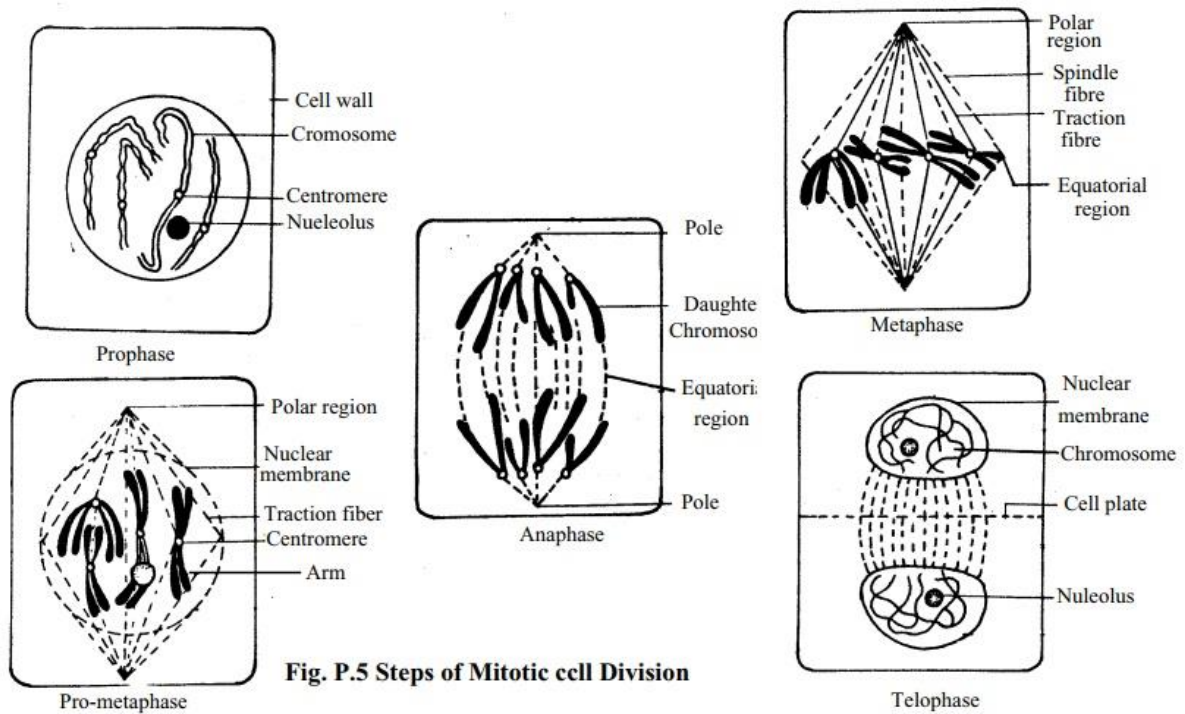 Cell wall
Cromosome
Centromere
Nueleolus
Prophase
Polar region
Nuclear
membrane
Traction fiber
Centromere
Arm
Pro-metaphase
Pole
Daughte
Chromoso
Equatoria
region
Pole
Anaphase
Polar
region
Spindle
fibre
Traction
fibre
Equatorial
region
Metaphase
Nuclear
membrane
Chromosome
Cell plate
Nuleolus
Telophase
Fig. P.5 Steps of Mitotic ccll Division